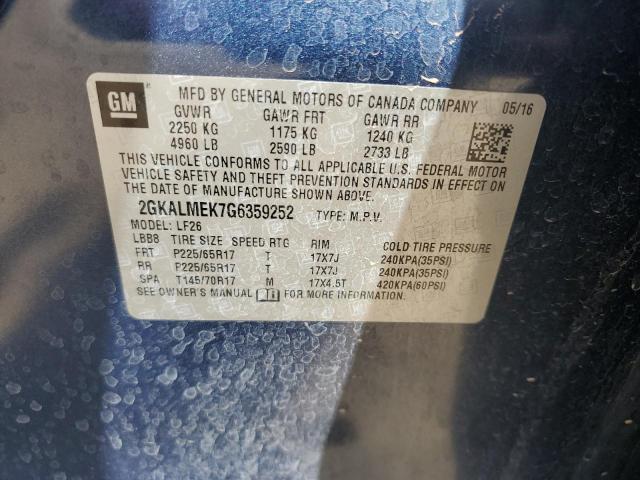 GM
MFD BY GENERAL MOTORS OF CANADA COMPANY 05/16
GVWR GAWR FRT GAWR RR
2250 KG 1175 KG 1240 KG
4960 LB 2590 LB 2733 LB
THIS VEHICLE CONFORMS TO ALL APPLICABLE U.S. FEDERAL MOTOR
VEHICLE SAFETY AND THEFT PREVENTION STANDARDS IN EFFECT ON
THE DATE OF MANUFACTURE SHOWN ABOVE.
2GKALMEK7G6359252 TYPE: M.P.V.
MODEL: LF26
LBB8 TIRE SIZE SPEED RTG RIM COLD TIRE PRESSURE
FRT P225/65R17 T 17X7J 240KPA(35PSI)
RR P225/65R17 T 17X7J 240KPA(35PSI)
SPA T145/70R17 M 17X4.5T 420KPA(60PSI)
SEE OWNER'S MANUAL FOR MORE INFORMATION.